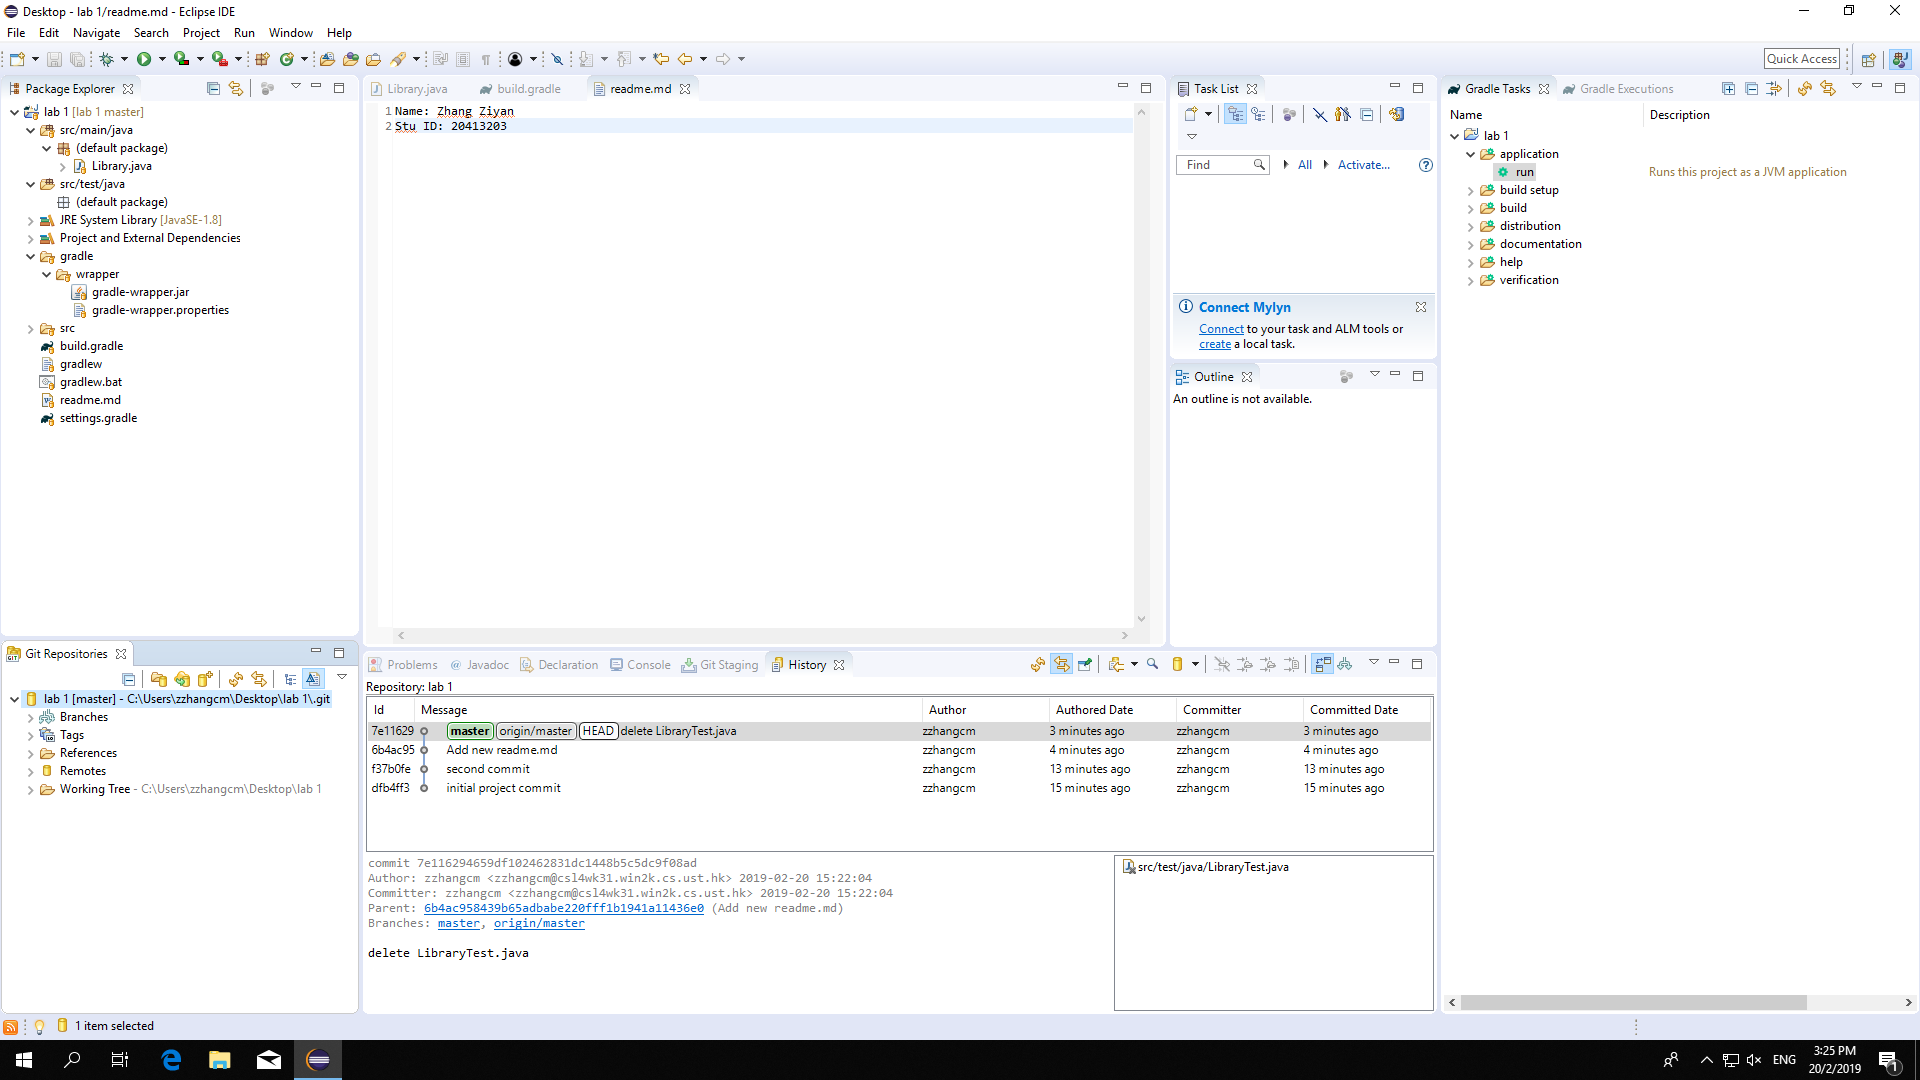 Desktop - lab 1/readme.md - Eclipse IDE
File Edit Navigate Search Project Run Window Help
Quick Access
Package Explorer
lab 1 [lab 1 master]
src/main/java
(default package)
Library.java
src/test/java
(default package)
JRE System Library [JavaSE-1.8]
Project and External Dependencies
gradle
wrapper
gradle-wrapper.jar
gradle-wrapper.properties
src
build.gradle
gradlew
gradlew.bat
readme.md
settings.gradle
Library.java build.gradle readme.md
1 Name: Zhang Ziyan
2 Stu ID: 20413203
Task List
Find All Activate...
Connect Mylyn
Connect to your task and ALM tools or
create a local task.
Outline
An outline is not available.
Gradle Tasks Gradle Executions
Name Description
lab 1
application
run Runs this project as a JVM application
build setup
build
distribution
documentation
help
verification
Git Repositories
lab 1 [master] - C:\Users\zzhangcm\Desktop\lab 1\.git
Branches
Tags
References
Remotes
Working Tree - C:\Users\zzhangcm\Desktop\lab 1
Problems Javadoc Declaration Console Git Staging History
Repository: lab 1
Id Message Author Authored Date Committer Committed Date
7e11629 master origin/master HEAD delete LibraryTest.java zzhangcm 3 minutes ago zzhangcm 3 minutes ago
6b4ac95 Add new readme.md zzhangcm 4 minutes ago zzhangcm 4 minutes ago
f37b0fe second commit zzhangcm 13 minutes ago zzhangcm 13 minutes ago
dfb4ff3 initial project commit zzhangcm 15 minutes ago zzhangcm 15 minutes ago
commit 7e116294659df102462831dc1448b5c5dc9f08ad
Author: zzhangcm <zzhangcm@csl4wk31.win2k.cs.ust.hk> 2019-02-20 15:22:04
Committer: zzhangcm <zzhangcm@csl4wk31.win2k.cs.ust.hk> 2019-02-20 15:22:04
Parent: 6b4ac958439b65adbabe220fff1b1941a11436e0 (Add new readme.md)
Branches: master, origin/master
delete LibraryTest.java
src/test/java/LibraryTest.java
1 item selected
ENG
3:25 PM
20/2/2019
1